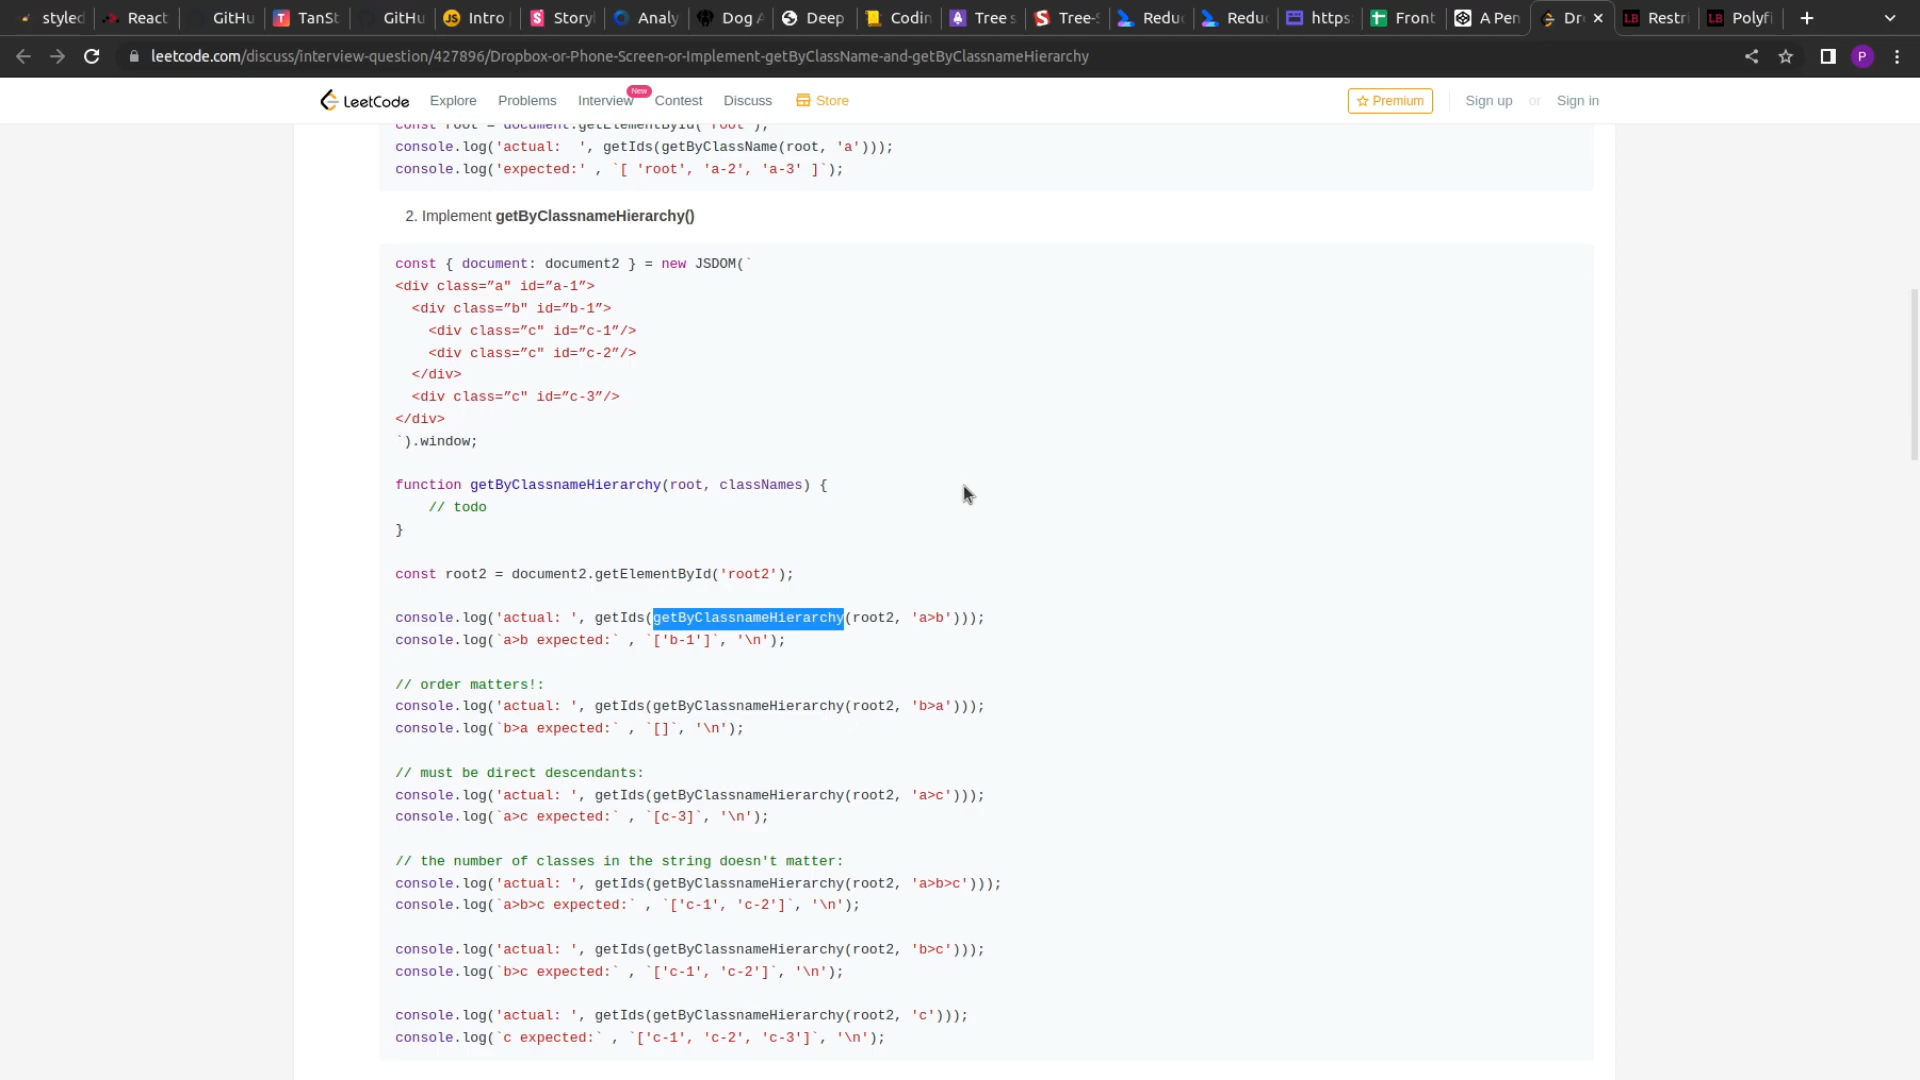 styled
React
GitHu
TanSt
GitHu
Intro
Story
Analy
Dog A
Deep
Codin
Tree s
Tree-S
Redu
Redu
https
Front
A Pen
Dr
Restri
Polyfi
leetcode.com/discuss/interview-question/427896/Dropbox-or-Phone-Screen-or-Implement-getByClassName-and-getByClassnameHierarchy
P
LeetCode Explore Problems Interview New Contest Discuss Store
Premium Sign up or Sign in
const root = document.getElementById('root');
console.log('actual:  ', getIds(getByClassName(root, 'a')));
console.log('expected:' , `[ 'root', 'a-2', 'a-3' ]`);
2. Implement getByClassnameHierarchy()
const { document: document2 } = new JSDOM(`
<div class=”a" id=”a-1”>
  <div class=”b" id=”b-1”>
    <div class=”c" id=”c-1”/>
    <div class=”c" id=”c-2”/>
  </div>
  <div class=”c" id=”c-3”/>
</div>
`).window;
function getByClassnameHierarchy(root, classNames) {
    // todo
}
const root2 = document2.getElementById('root2');
console.log('actual: ', getIds(getByClassnameHierarchy(root2, 'a>b')));
console.log(`a>b expected:` , `['b-1']`, '\n');
// order matters!:
console.log('actual: ', getIds(getByClassnameHierarchy(root2, 'b>a')));
console.log(`b>a expected:` , `[]`, '\n');
// must be direct descendants:
console.log('actual: ', getIds(getByClassnameHierarchy(root2, 'a>c')));
console.log(`a>c expected:` , `[c-3]`, '\n');
// the number of classes in the string doesn't matter:
console.log('actual: ', getIds(getByClassnameHierarchy(root2, 'a>b>c')));
console.log(`a>b>c expected:` , `['c-1', 'c-2']`, '\n');
console.log('actual: ', getIds(getByClassnameHierarchy(root2, 'b>c')));
console.log(`b>c expected:` , `['c-1', 'c-2']`, '\n');
console.log('actual: ', getIds(getByClassnameHierarchy(root2, 'c')));
console.log(`c expected:` , `['c-1', 'c-2', 'c-3']`, '\n');